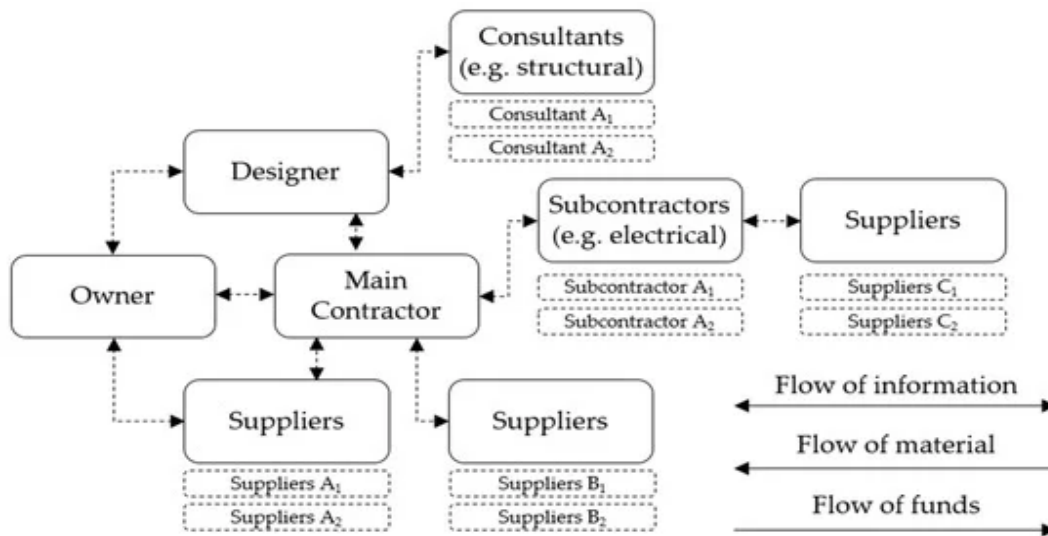 Consultants
(e.g. structural)
Consultant A₁
Consultant A₂
Designer
Subcontractors
(e.g. electrical)
Suppliers
Owner
Main
Contractor
Subcontractor A₁
Subcontractor A₂
Suppliers C₁
Suppliers C₂
Suppliers
Suppliers A₁
Suppliers A₂
Suppliers
Suppliers B₁
Suppliers B₂
Flow of information
Flow of material
Flow of funds